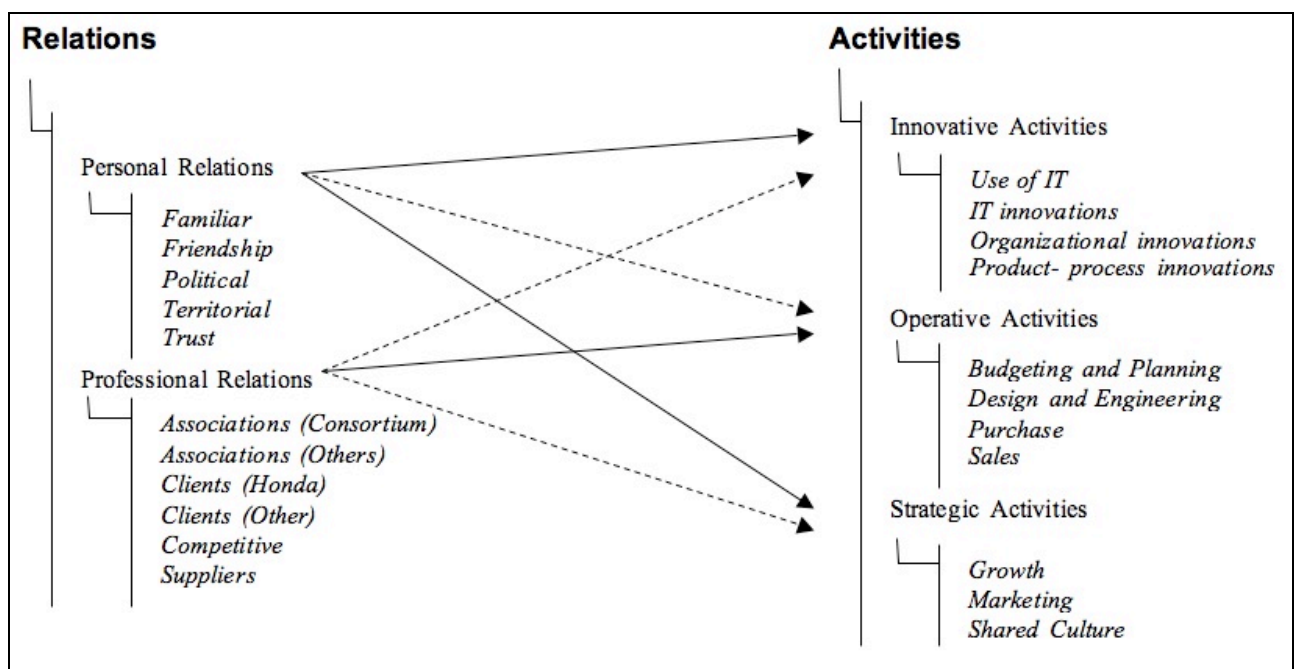 Relations
Personal Relations
Familiar
Friendship
Political
Territorial
Trust
Professional Relations
Associations (Consortium)
Associations (Others)
Clients (Honda)
Clients (Other)
Competitive
Suppliers
Activities
Innovative Activities
Use of IT
IT innovations
Organizational innovations
Product- process innovations
Operative Activities
Budgeting and Planning
Design and Engineering
Purchase
Sales
Strategic Activities
Growth
Marketing
Shared Culture